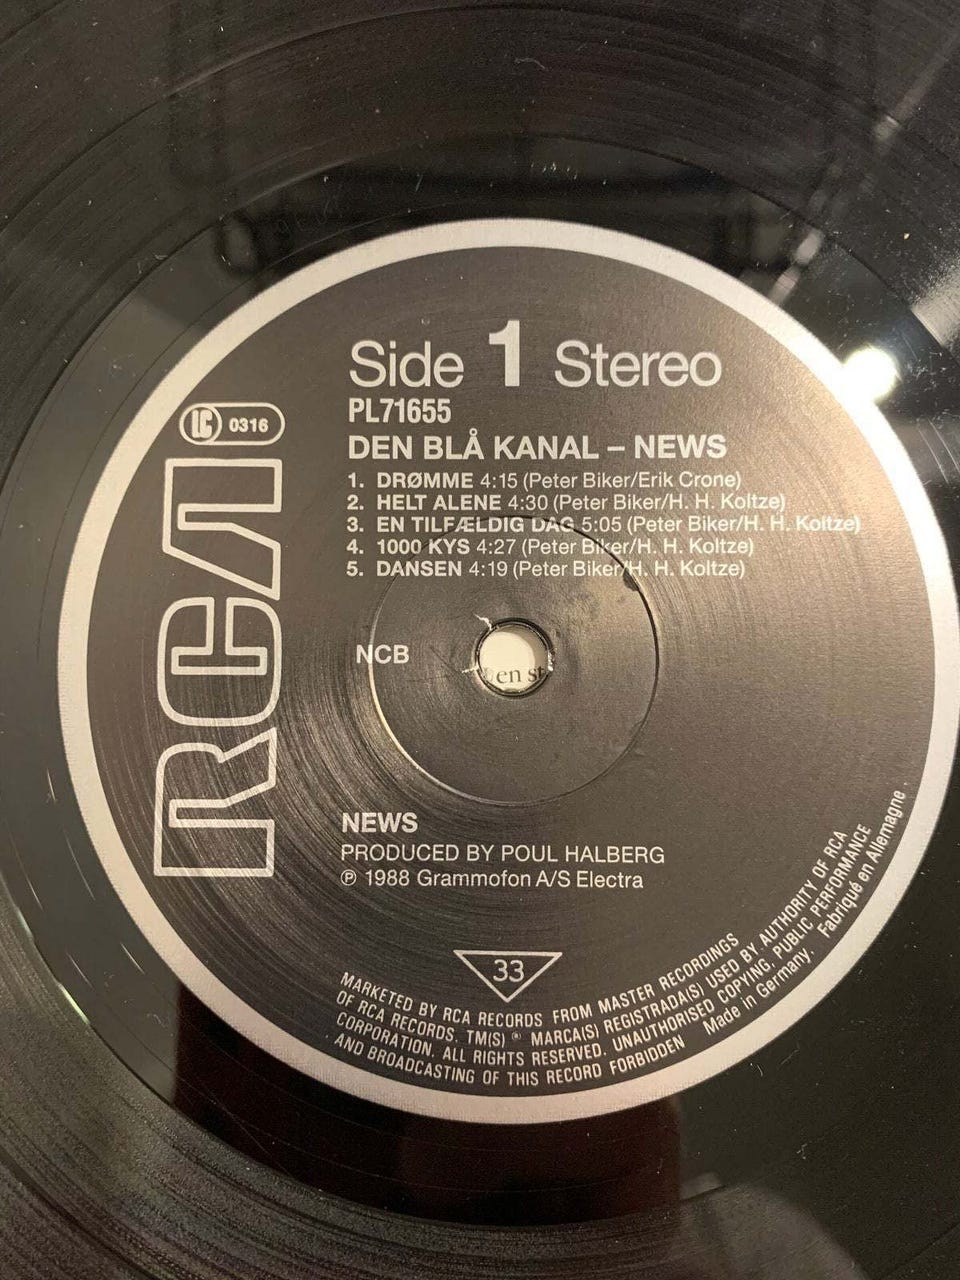 Side 1 Stereo
PL71655
LC 0316
DEN BLÅ KANAL – NEWS
1. DRØMME 4:15 (Peter Biker/Erik Crone)
2. HELT ALENE 4:30 (Peter Biker/H. H. Koltze)
3. EN TILFÆLDIG DAG 5:05 (Peter Biker/H. H. Koltze)
4. 1000 KYS 4:27 (Peter Biker/H. H. Koltze)
5. DANSEN 4:19 (Peter Biker/H. H. Koltze)
RCA
NCB
en st
NEWS
PRODUCED BY POUL HALBERG
℗ 1988 Grammofon A/S Electra
33
MARKETED BY RCA RECORDS FROM MASTER RECORDINGS
OF RCA RECORDS. TM(S) ® MARCA(S) REGISTRADA(S) USED BY AUTHORITY OF RCA
CORPORATION. ALL RIGHTS RESERVED. UNAUTHORISED COPYING, PUBLIC PERFORMANCE
AND BROADCASTING OF THIS RECORD FORBIDDEN Made in Germany. Fabriqué en Allemagne.